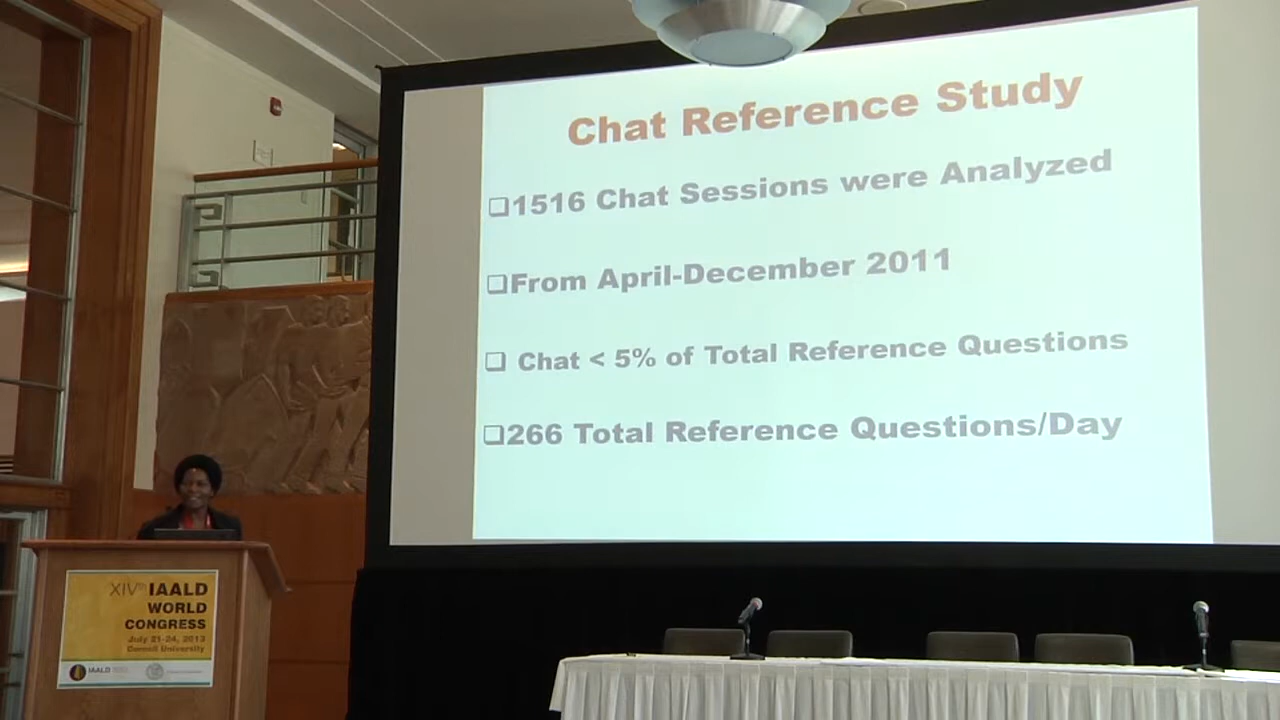 Chat Reference Study
❑1516 Chat Sessions were Analyzed
❑From April-December 2011
❑ Chat < 5% of Total Reference Questions
❑266 Total Reference Questions/Day
XIVth IAALD
WORLD
CONGRESS
July 21-24, 2013
Cornell University
IAALD